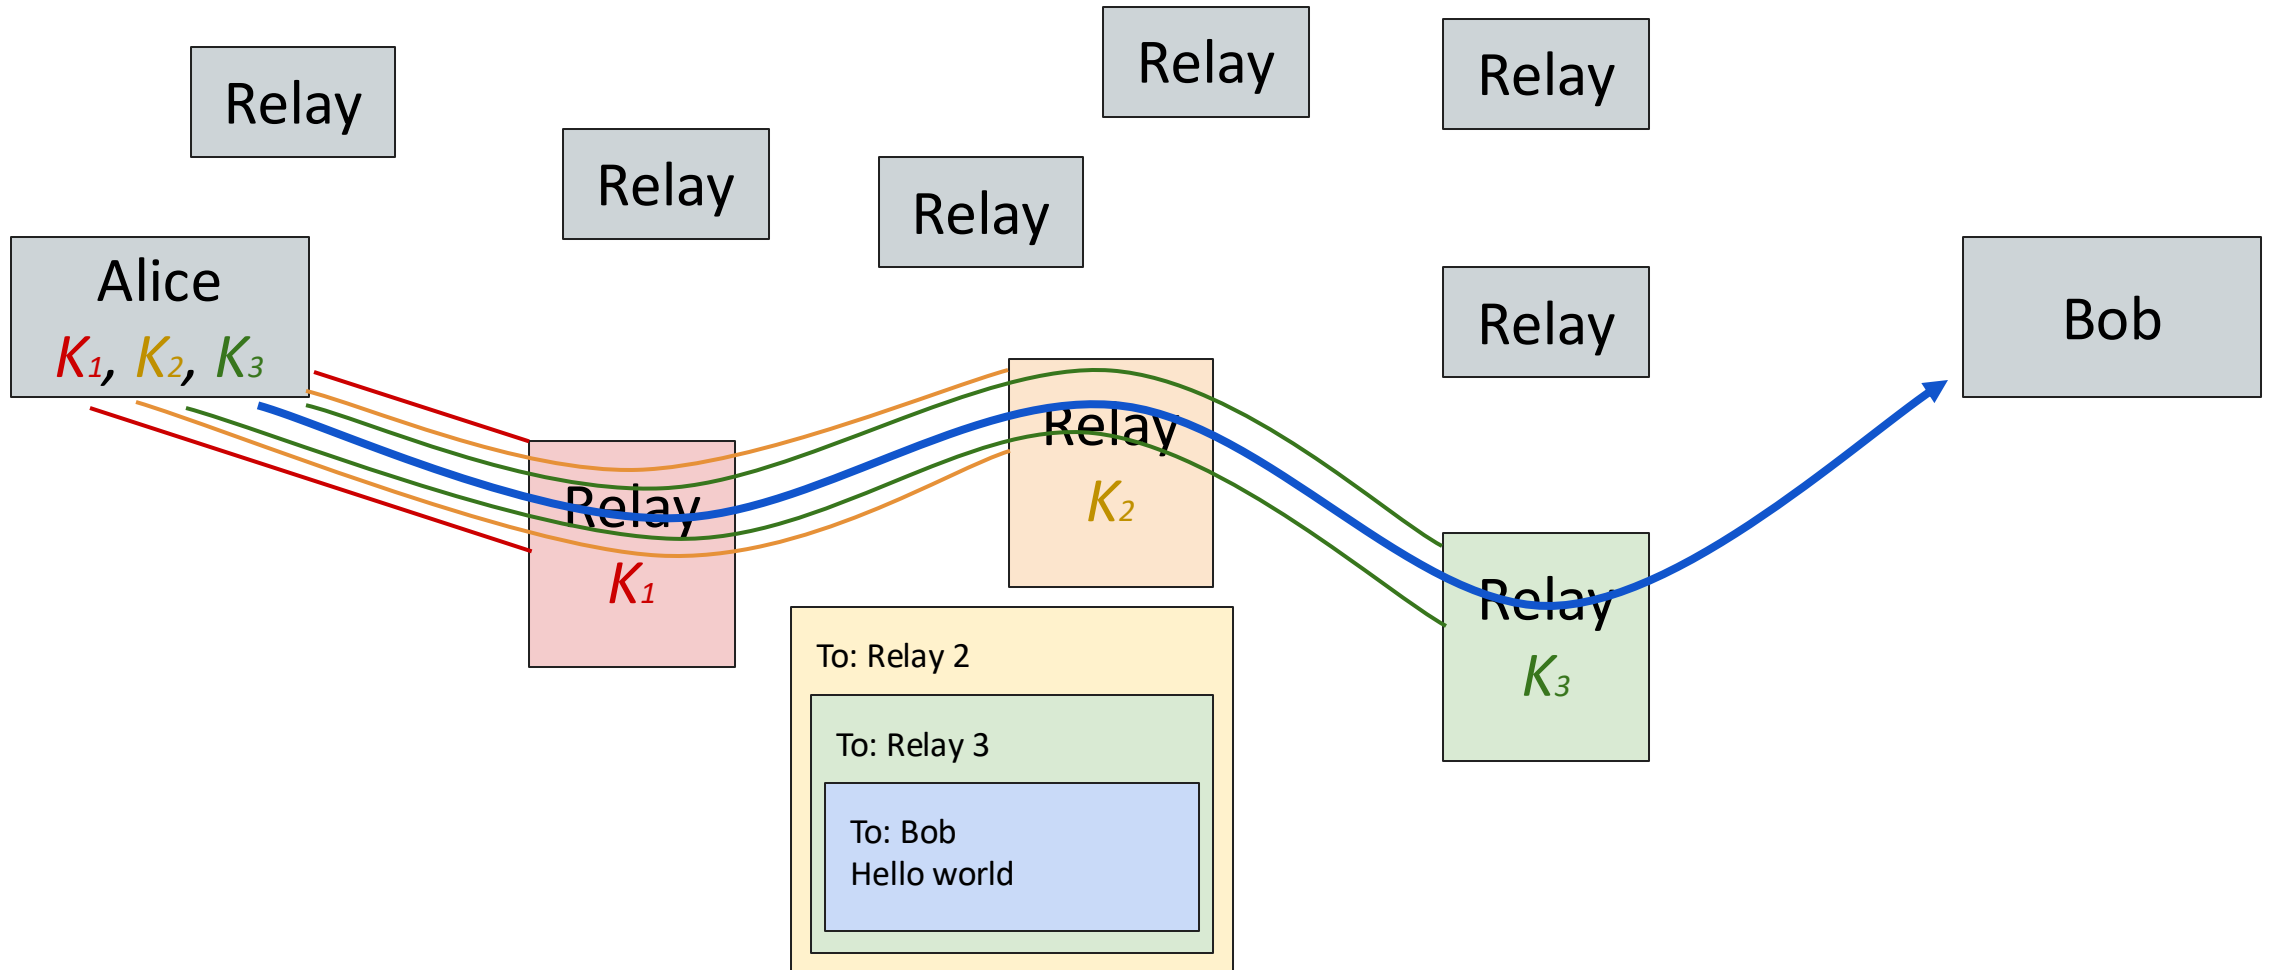 Relay
Relay
Relay
Relay
Relay
Alice
K1, K2, K3
Relay
Bob
Relay
K1
Relay
K2
Relay
K3
To: Relay 2
To: Relay 3
To: Bob
Hello world